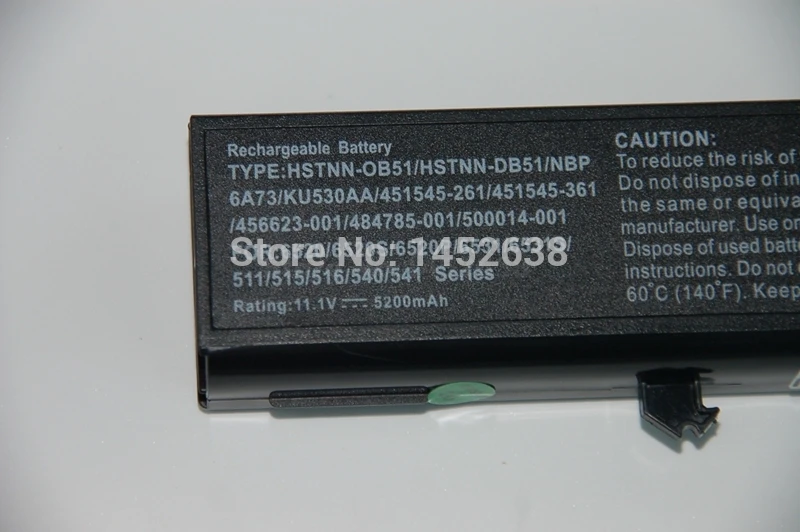 Rechargeable Battery
TYPE:HSTNN-OB51/HSTNN-DB51/NBP
6A73/KU530AA/451545-261/451545-361
/456623-001/484785-001/500014-001
511/515/516/540/541 Series
Rating:11.1V 5200mAh
CAUTION:
To reduce the risk of
Do not dispose of in
the same or equiva
manufacturer. Use or
Dispose of used batte
instructions. Do not
60°C (140°F). Keep
Store No: 1452638